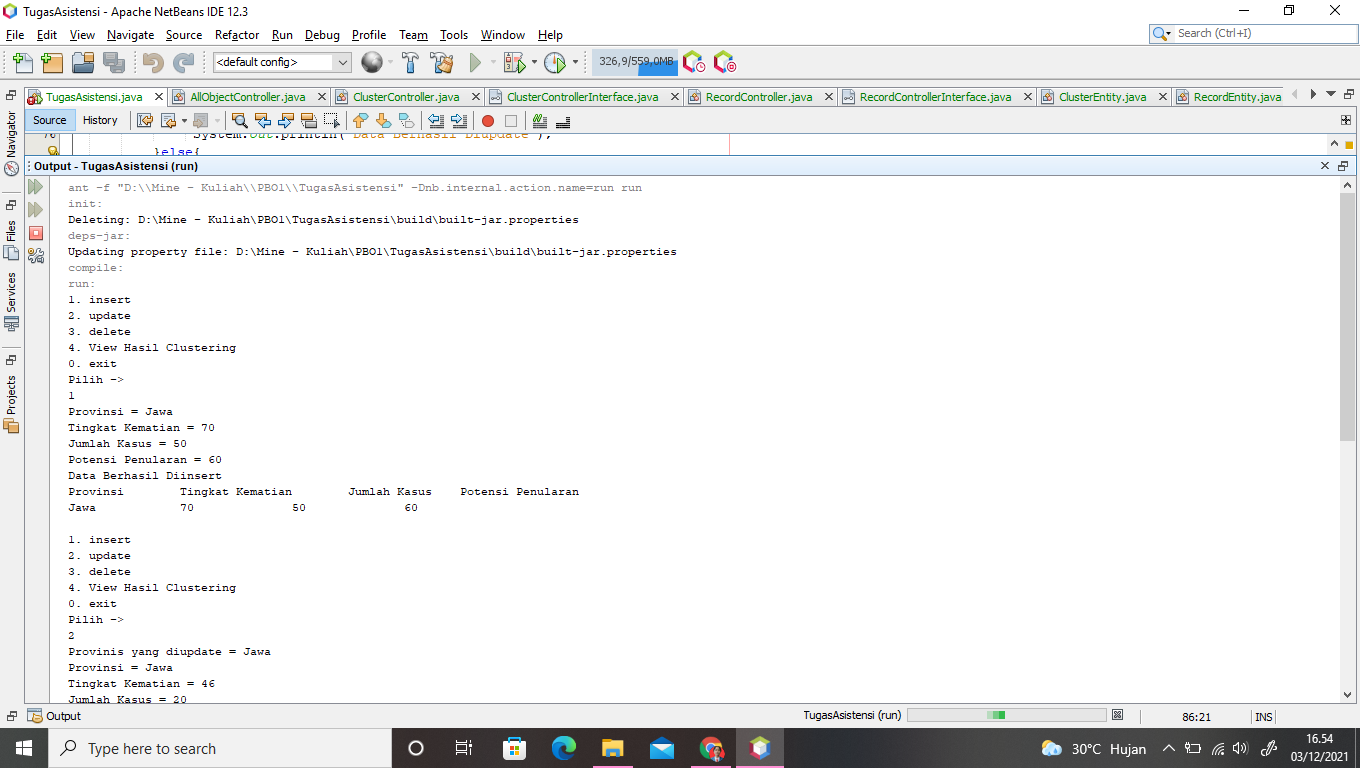 TugasAsistensi - Apache NetBeans IDE 12.3
File Edit View Navigate Source Refactor Run Debug Profile Team Tools Window Help
Search (Ctrl+I)
<default config>
326,9/559,0MB
TugasAsistensi.java AllObjectController.java ClusterController.java ClusterControllerInterface.java RecordController.java RecordControllerInterface.java ClusterEntity.java RecordEntity.java
Source History
Navigator
Files
Services
Projects
System.out.println("Data Berhasil Diupdate");
}else{
Output - TugasAsistensi (run)
ant -f "D:\\Mine - Kuliah\\PBO1\\TugasAsistensi" -Dnb.internal.action.name=run run
init:
Deleting: D:\Mine - Kuliah\PBO1\TugasAsistensi\build\built-jar.properties
deps-jar:
Updating property file: D:\Mine - Kuliah\PBO1\TugasAsistensi\build\built-jar.properties
compile:
run:
1. insert
2. update
3. delete
4. View Hasil Clustering
0. exit
Pilih ->
1
Provinsi = Jawa
Tingkat Kematian = 70
Jumlah Kasus = 50
Potensi Penularan = 60
Data Berhasil Diinsert
Provinsi Tingkat Kematian Jumlah Kasus Potensi Penularan
Jawa 70 50 60
1. insert
2. update
3. delete
4. View Hasil Clustering
0. exit
Pilih ->
2
Provinis yang diupdate = Jawa
Provinsi = Jawa
Tingkat Kematian = 46
Jumlah Kasus = 20
Output
TugasAsistensi (run)
86:21
INS
Type here to search
30°C Hujan
16.54
03/12/2021